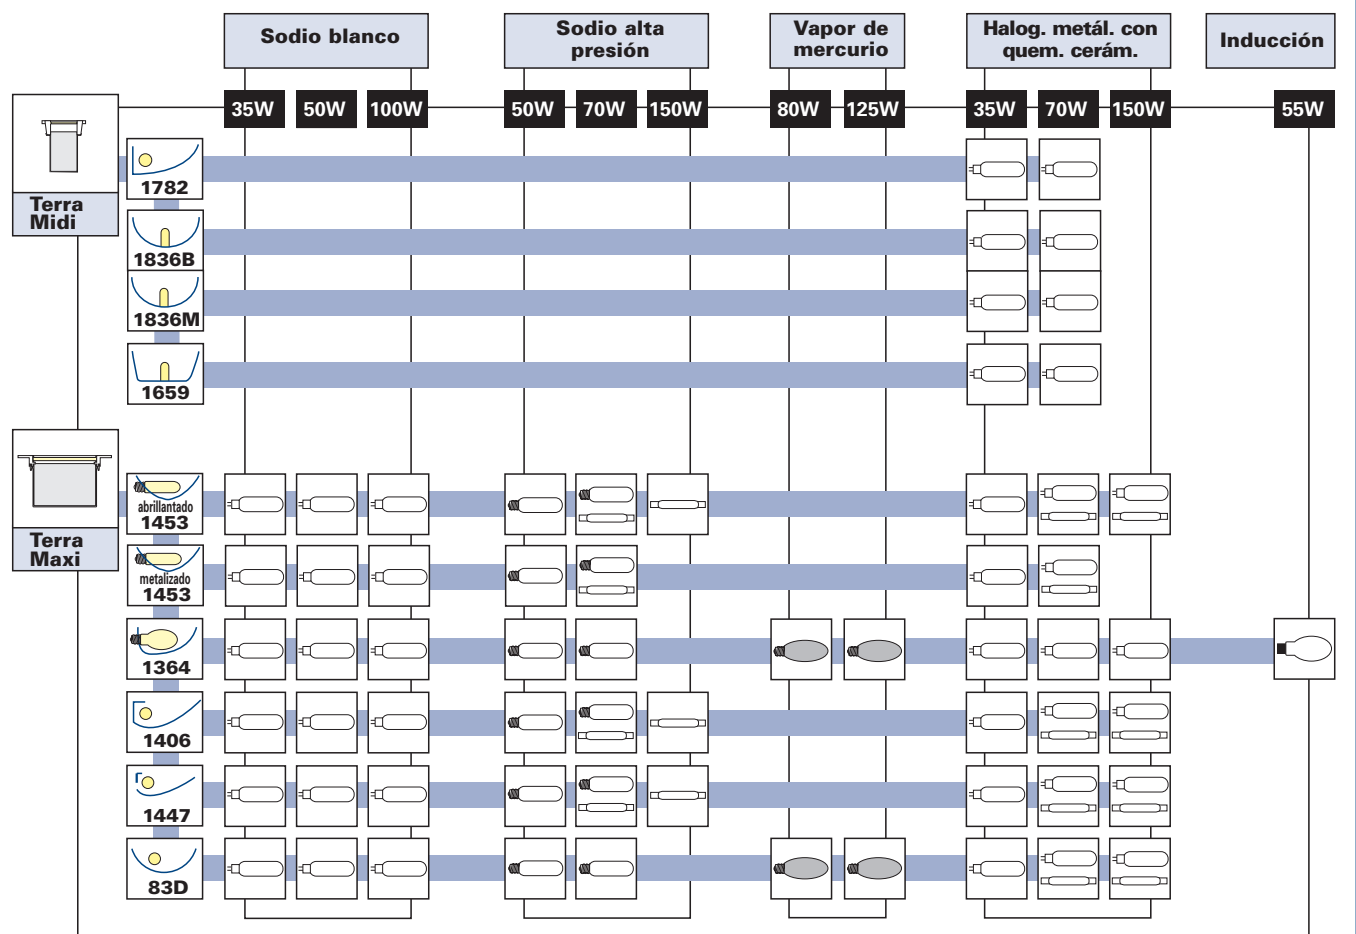 Sodio blanco
Sodio alta
presión
Vapor de
mercurio
Halog. metál. con
quem. cerám.
Inducción
35W 50W 100W 50W 70W 150W 80W 125W 35W 70W 150W 55W
Terra
Midi
1782
1836B
1836M
1659
Terra
Maxi
abrillantado
1453
metalizado
1453
1364
1406
1447
83D